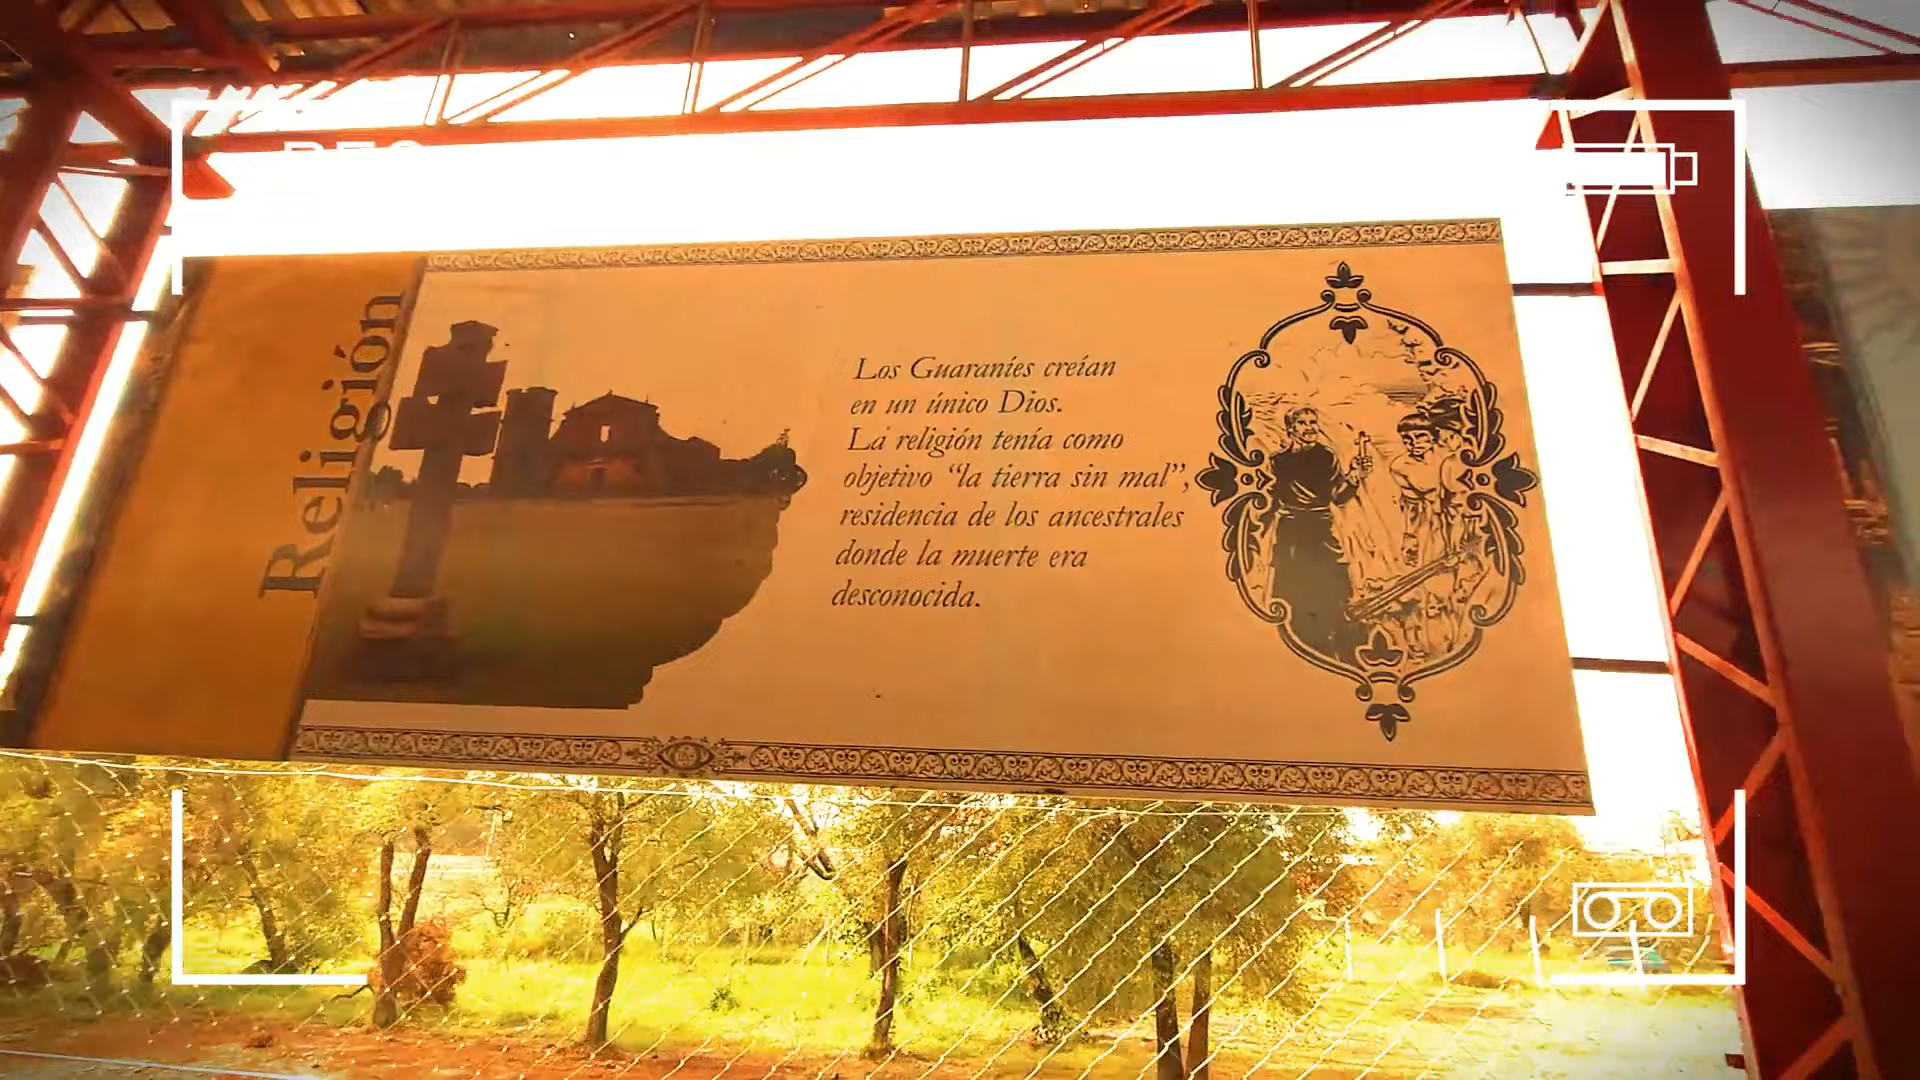 REC
Religión
Los Guaraníes creían
en un único Dios.
La religión tenía como
objetivo “la tierra sin mal”,
residencia de los ancestrales
donde la muerte era
desconocida.